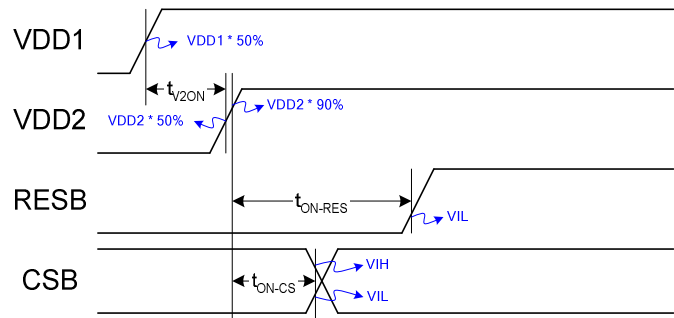 VDD1
VDD1 * 50%
tV2ON
VDD2
VDD2 * 50%
VDD2 * 90%
RESB
tON-RES
VIL
CSB
tON-CS
VIH
VIL